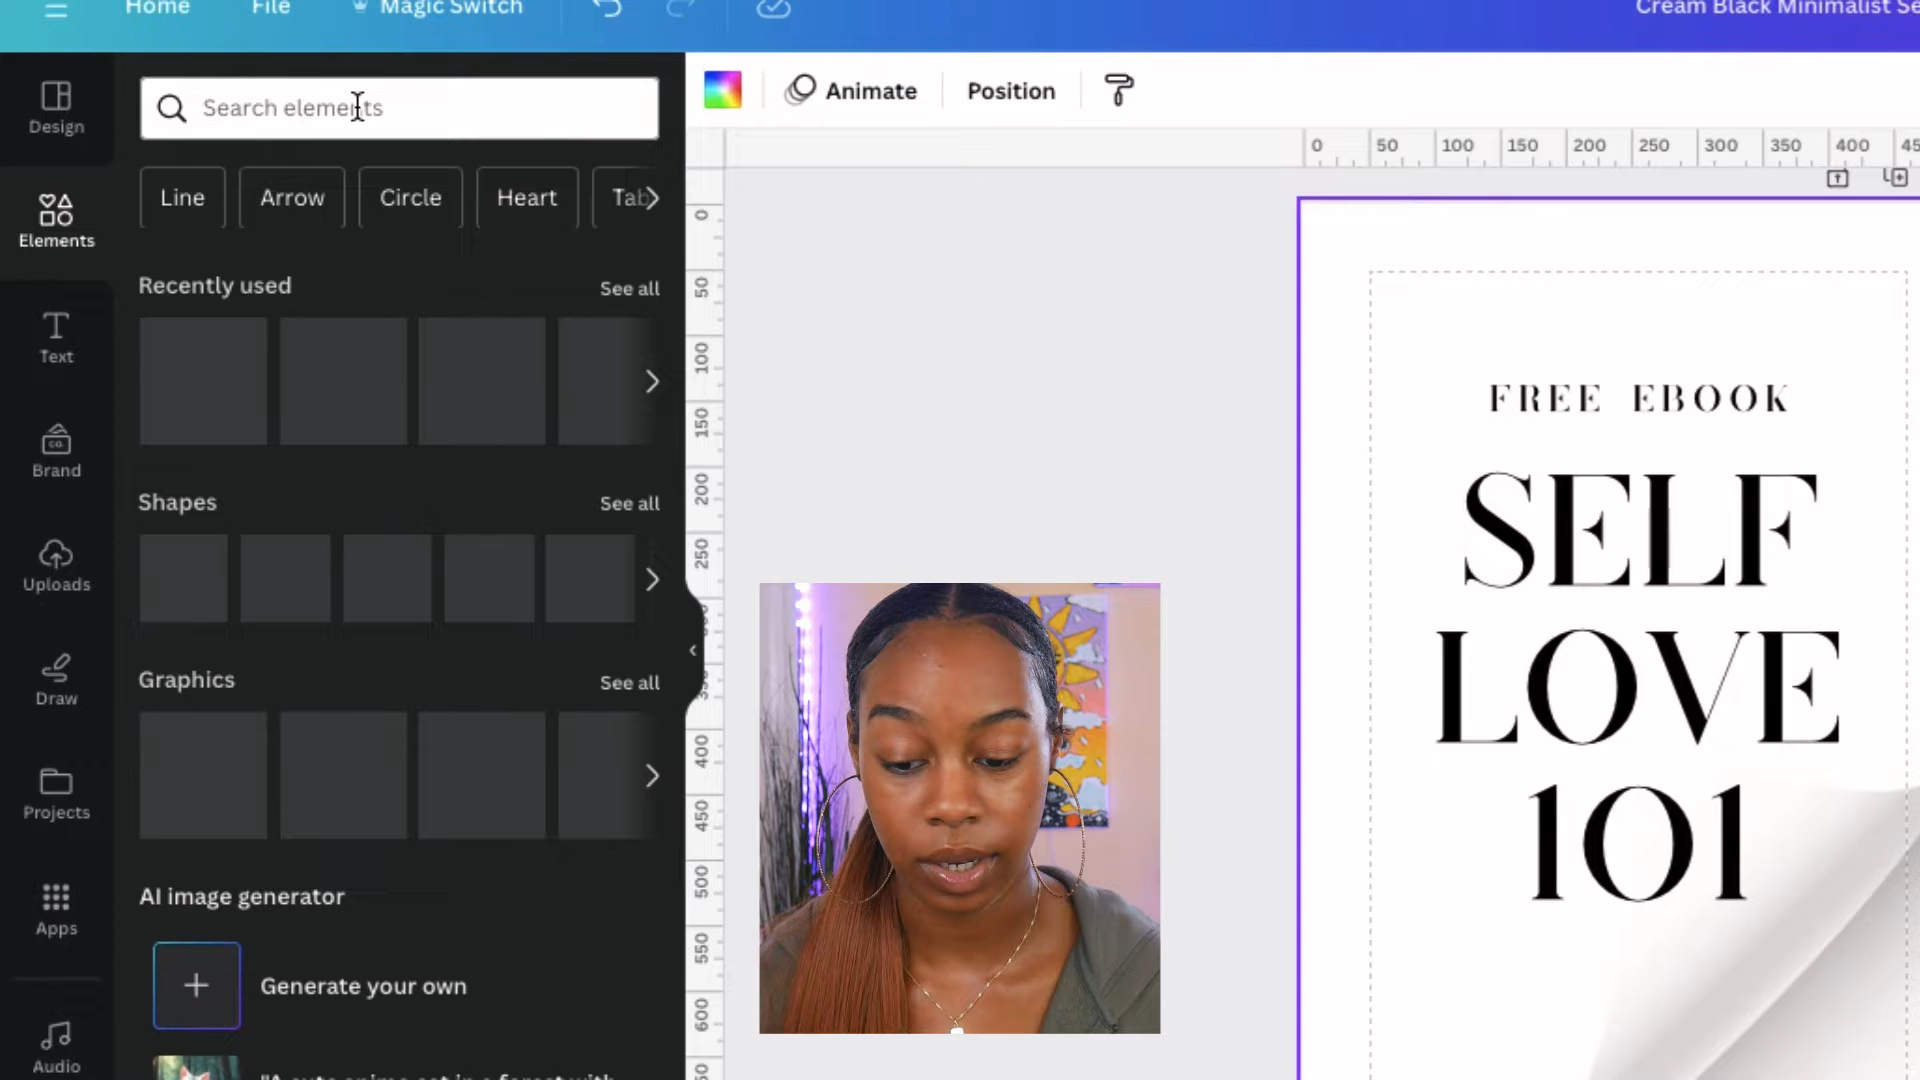 Home File Magic Switch Cream Black Minimalist Se
Design
Elements
Text
Brand
CO.
Uploads
Draw
Projects
Apps
Audio
Search elements
Line Arrow Circle Heart Tab
Recently used See all
Shapes See all
Graphics See all
AI image generator
Generate your own
Animate Position
0 50 100 150 200 250 300 350 400 45
0
50
100
150
200
250
350
400
450
500
550
600
FREE EBOOK
SELF
LOVE
101